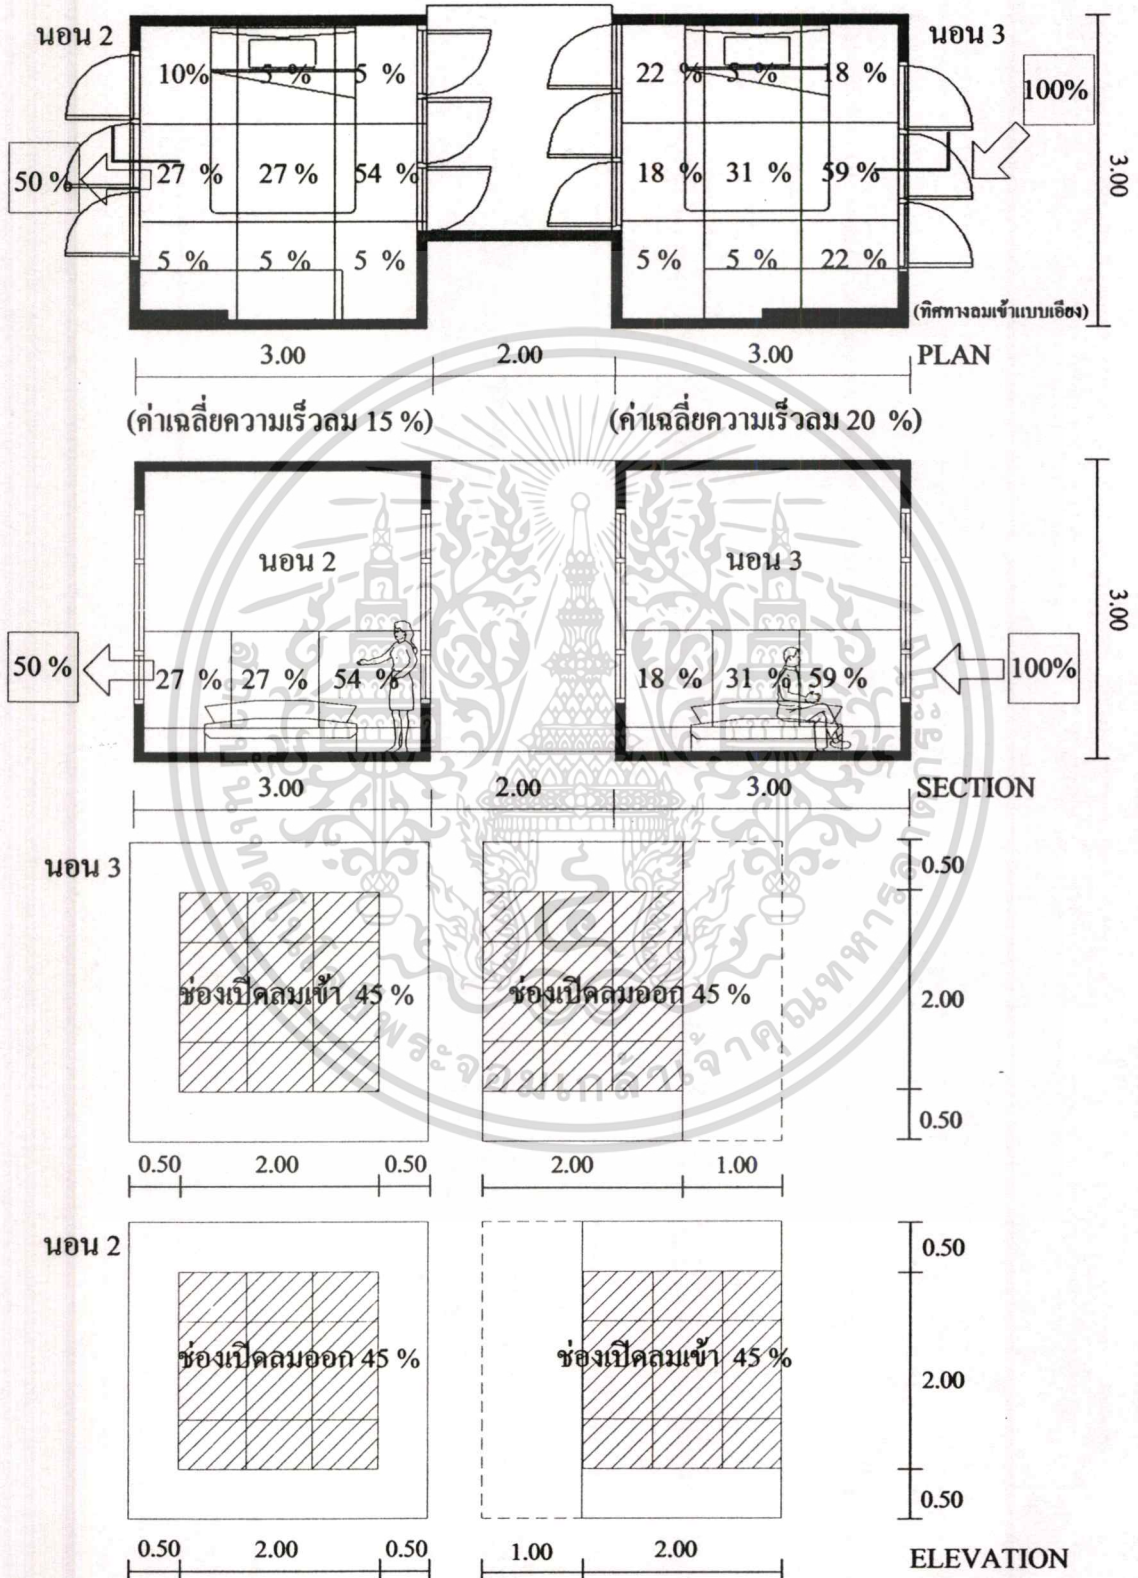 นอน 2
นอน 3
10% 5 % 5 %
22 % 5 % 18 %
100%
50 %
27 % 27 % 54 %
18 % 31 % 59 %
3.00
5 % 5 % 5 %
5 % 5 % 22 %
(ทิศทางลมเข้าแบบเอียง)
3.00 2.00 3.00 PLAN
(ค่าเฉลี่ยความเร็วลม 15 %) (ค่าเฉลี่ยความเร็วลม 20 %)
นอน 2 นอน 3
3.00
50 %
27 % 27 % 54 %
18 % 31 % 59 %
100%
SECTION
3.00 2.00 3.00
นอน 3
0.50
ช่องเปิดลมเข้า 45 % ช่องเปิดลมออก 45 %
2.00
0.50
0.50 2.00 0.50 2.00 1.00
นอน 2
0.50
ช่องเปิดลมออก 45 % ช่องเปิดลมเข้า 45 %
2.00
0.50
0.50 2.00 0.50 1.00 2.00 ELEVATION